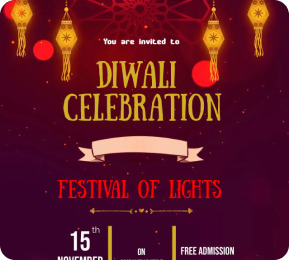 You are invited to
DIWALI
CELEBRATION
FESTIVAL OF LIGHTS
15th
NOVEMBER
ON
FREE ADMISSION